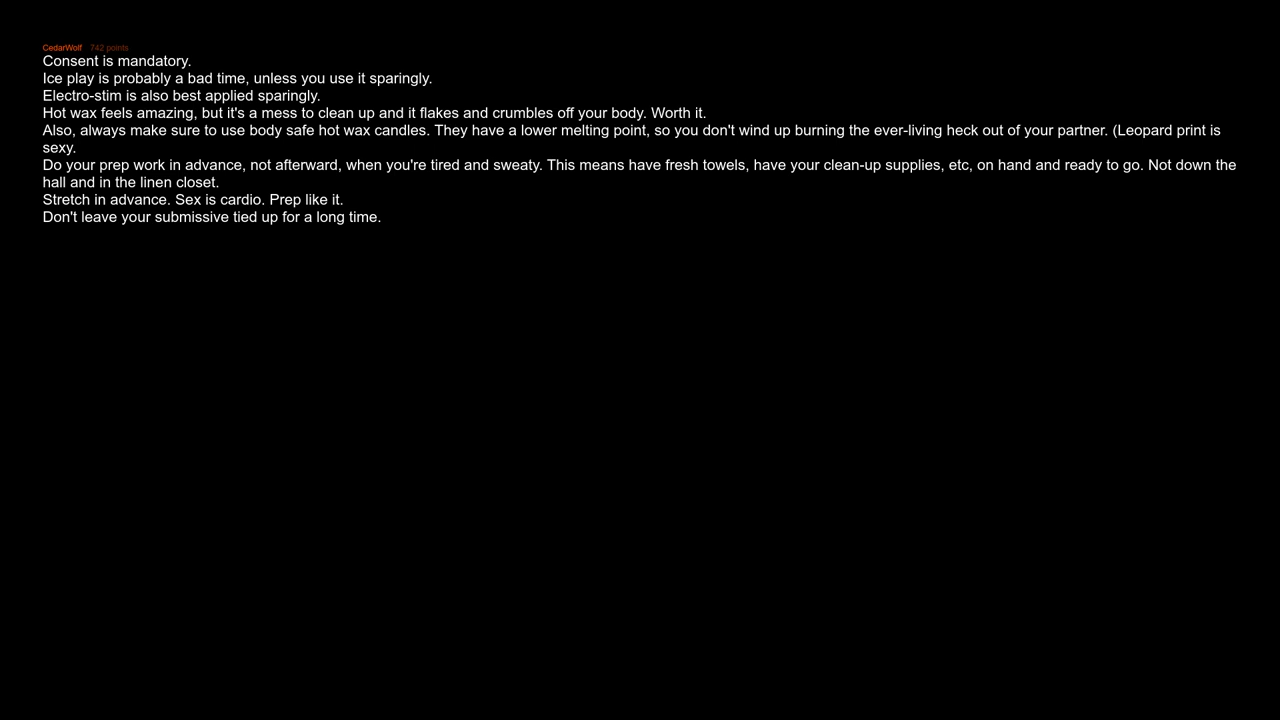 CedarWolf 742 points
Consent is mandatory.
Ice play is probably a bad time, unless you use it sparingly.
Electro-stim is also best applied sparingly.
Hot wax feels amazing, but it's a mess to clean up and it flakes and crumbles off your body. Worth it.
Also, always make sure to use body safe hot wax candles. They have a lower melting point, so you don't wind up burning the ever-living heck out of your partner. (Leopard print is
sexy.
Do your prep work in advance, not afterward, when you're tired and sweaty. This means have fresh towels, have your clean-up supplies, etc, on hand and ready to go. Not down the
hall and in the linen closet.
Stretch in advance. Sex is cardio. Prep like it.
Don't leave your submissive tied up for a long time.